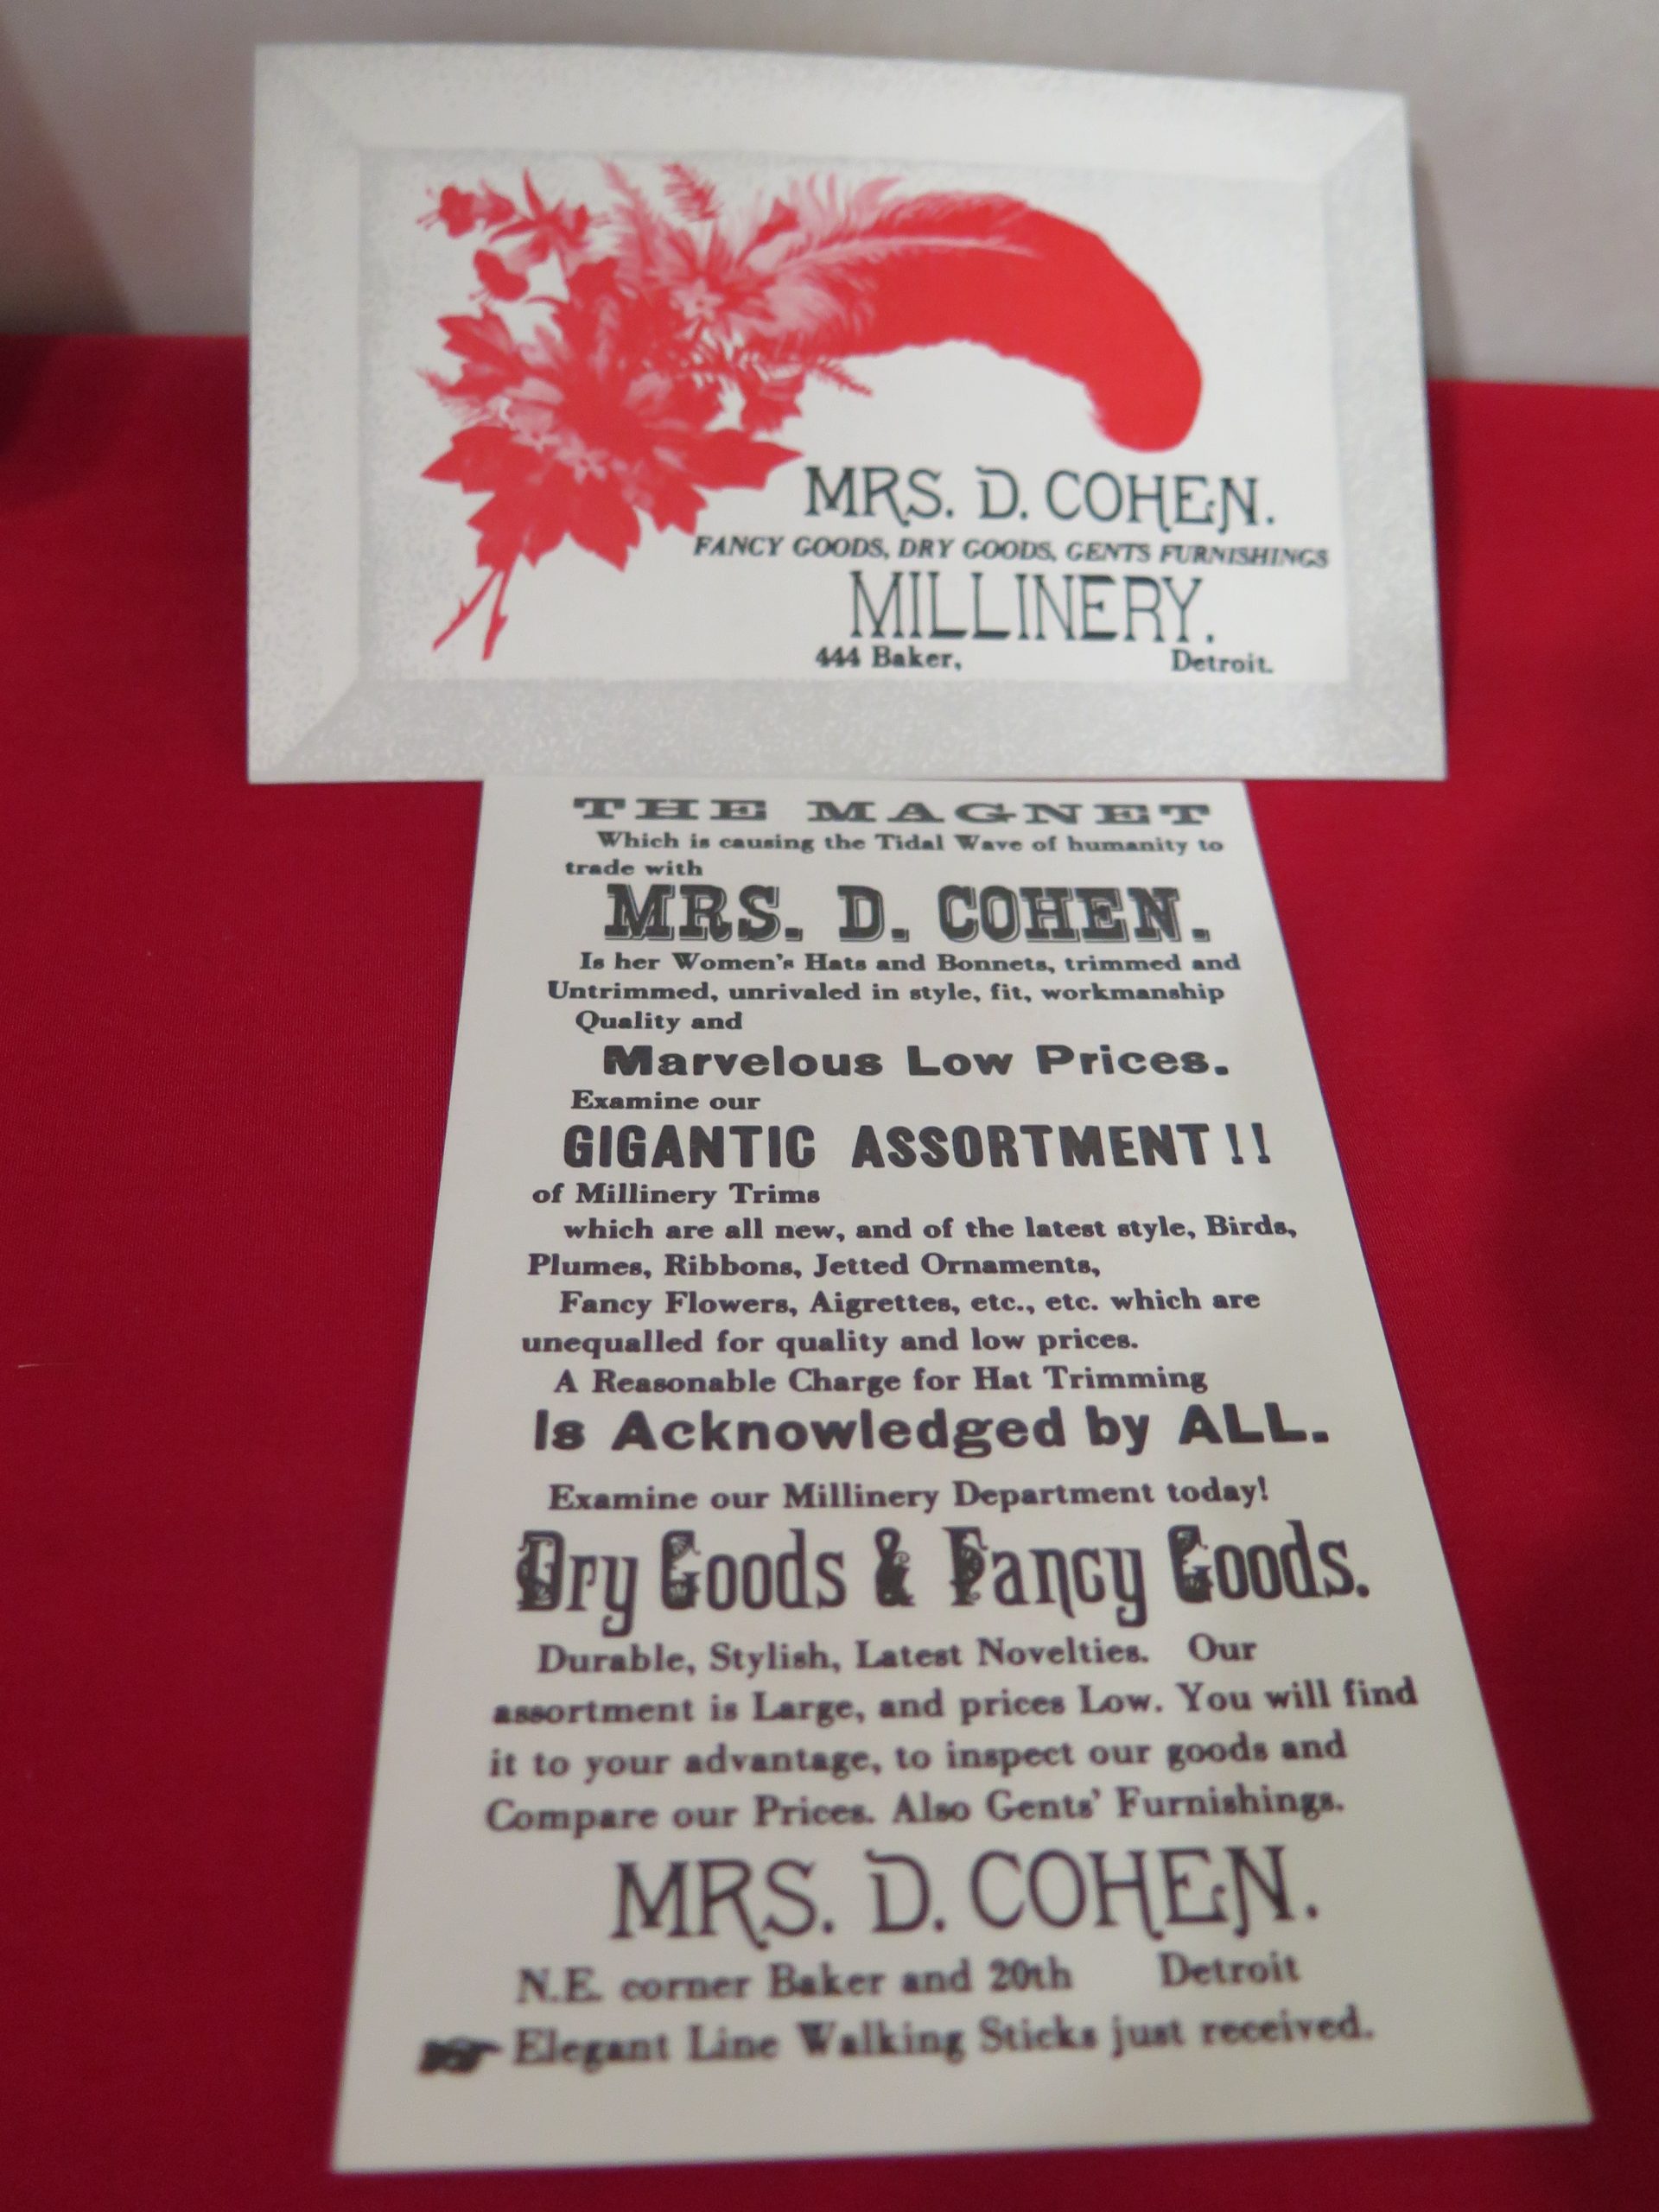 MRS. D. COHEN.
FANCY GOODS, DRY GOODS, GENTS FURNISHINGS
MILLINERY.
444 Baker, Detroit.
THE MAGNET
Which is causing the Tidal Wave of humanity to
trade with
MRS. D. COHEN.
Is her Women's Hats and Bonnets, trimmed and
Untrimmed, unrivaled in style, fit, workmanship
Quality and
Marvelous Low Prices.
Examine our
GIGANTIC ASSORTMENT!!
of Millinery Trims
which are all new, and of the latest style, Birds,
Plumes, Ribbons, Jetted Ornaments,
Fancy Flowers, Aigrettes, etc., etc. which are
unequalled for quality and low prices.
A Reasonable Charge for Hat Trimming
Is Acknowledged by ALL.
Examine our Millinery Department today!
Dry Goods & Fancy Goods.
Durable, Stylish, Latest Novelties. Our
assortment is Large, and prices Low. You will find
it to your advantage, to inspect our goods and
Compare our Prices. Also Gents' Furnishings.
MRS. D. COHEN.
N.E. corner Baker and 20th Detroit
☛ Elegant Line Walking Sticks just received.